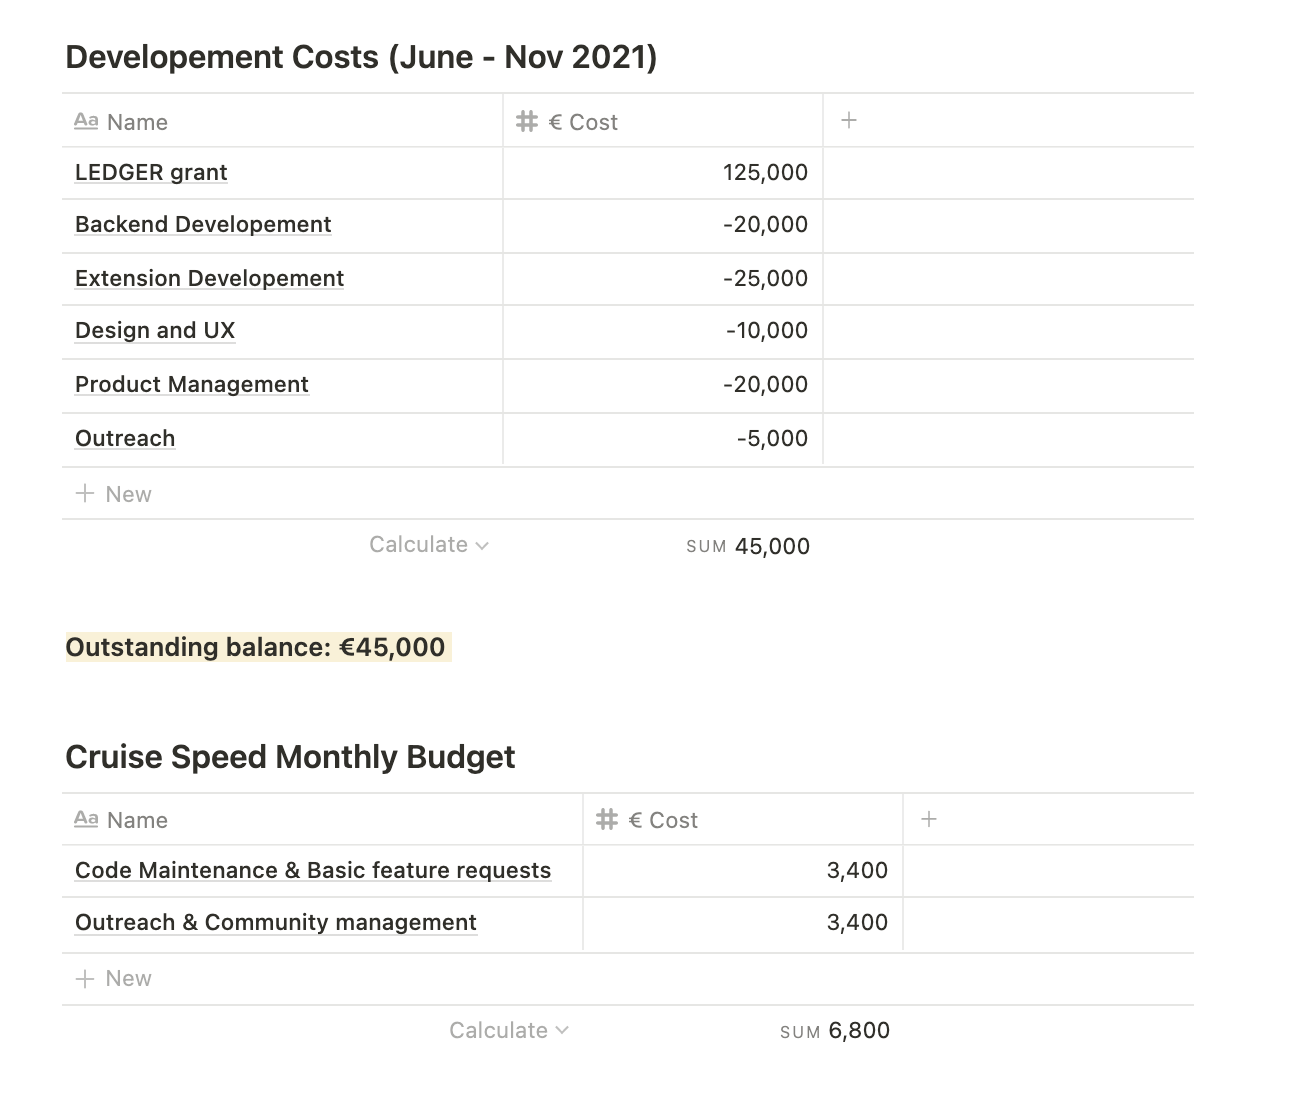 Developement Costs (June - Nov 2021)
Aa Name # € Cost +
LEDGER grant 125,000
Backend Developement -20,000
Extension Developement -25,000
Design and UX -10,000
Product Management -20,000
Outreach -5,000
+ New
Calculate SUM 45,000
Outstanding balance: €45,000
Cruise Speed Monthly Budget
Aa Name # € Cost +
Code Maintenance & Basic feature requests 3,400
Outreach & Community management 3,400
+ New
Calculate SUM 6,800